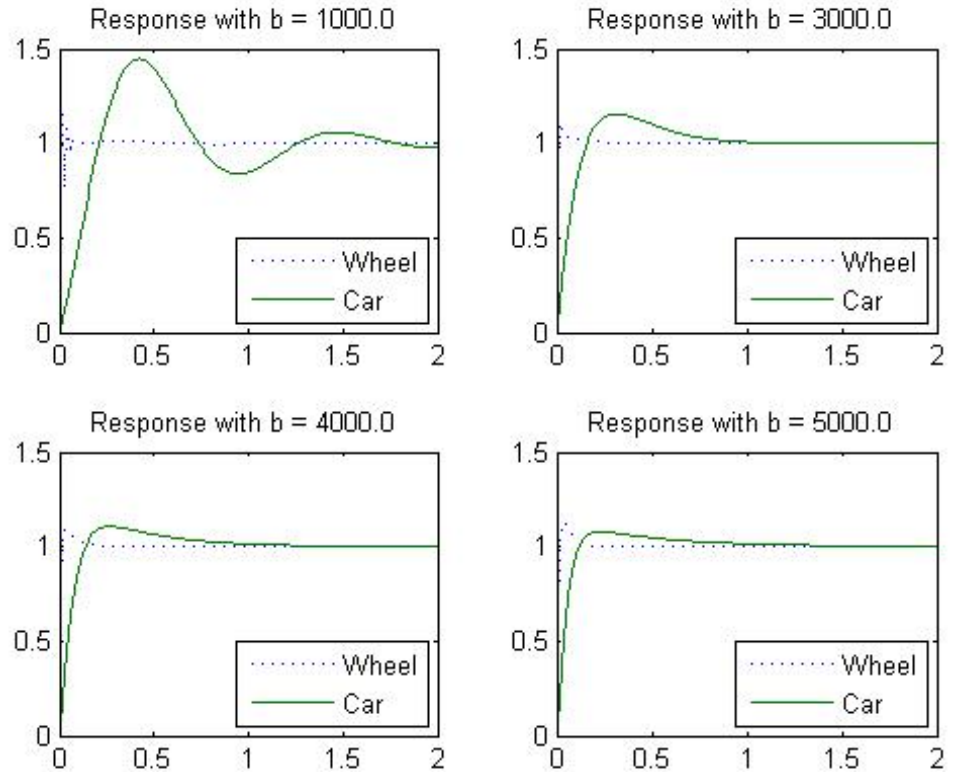 Response with b = 1000.0
1.5
1
0.5
0
0 0.5 1 1.5 2
Wheel
Car
Response with b = 3000.0
1.5
1
0.5
0
0 0.5 1 1.5 2
Wheel
Car
Response with b = 4000.0
1.5
1
0.5
0
0 0.5 1 1.5 2
Wheel
Car
Response with b = 5000.0
1.5
1
0.5
0
0 0.5 1 1.5 2
Wheel
Car